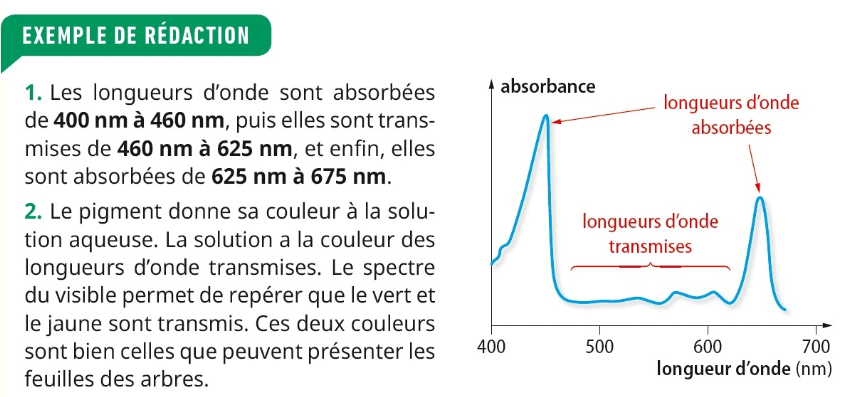 EXEMPLE DE RÉDACTION
1. Les longueurs d'onde sont absorbées
de 400 nm à 460 nm, puis elles sont trans-
mises de 460 nm à 625 nm, et enfin, elles
sont absorbées de 625 nm à 675 nm.
2. Le pigment donne sa couleur à la solu-
tion aqueuse. La solution a la couleur des
longueurs d'onde transmises. Le spectre
du visible permet de repérer que le vert et
le jaune sont transmis. Ces deux couleurs
sont bien celles que peuvent présenter les
feuilles des arbres.
absorbance
longueurs d'onde
absorbées
longueurs d'onde
transmises
400 500 600 700
longueur d'onde (nm)